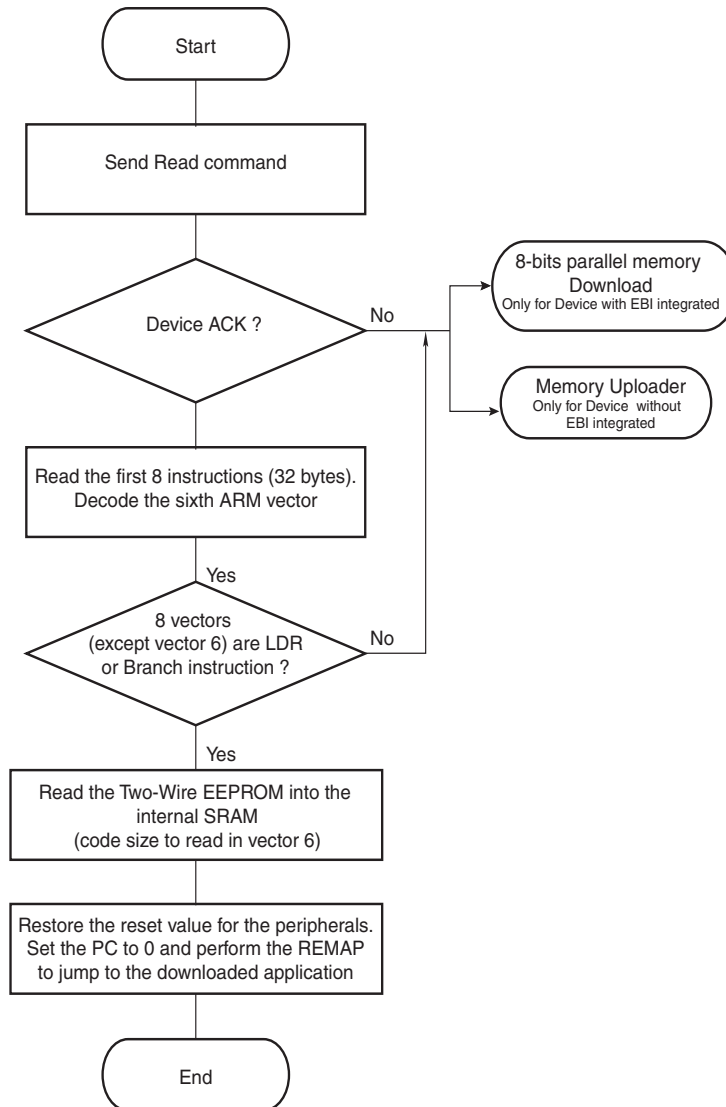 Start
Send Read command
Device ACK ?
No
8-bits parallel memory
Download
Only for Device with EBI integrated
Memory Uploader
Only for Device without
EBI integrated
Read the first 8 instructions (32 bytes).
Decode the sixth ARM vector
Yes
8 vectors
(except vector 6) are LDR
or Branch instruction ?
No
Yes
Read the Two-Wire EEPROM into the
internal SRAM
(code size to read in vector 6)
Restore the reset value for the peripherals.
Set the PC to 0 and perform the REMAP
to jump to the downloaded application
End